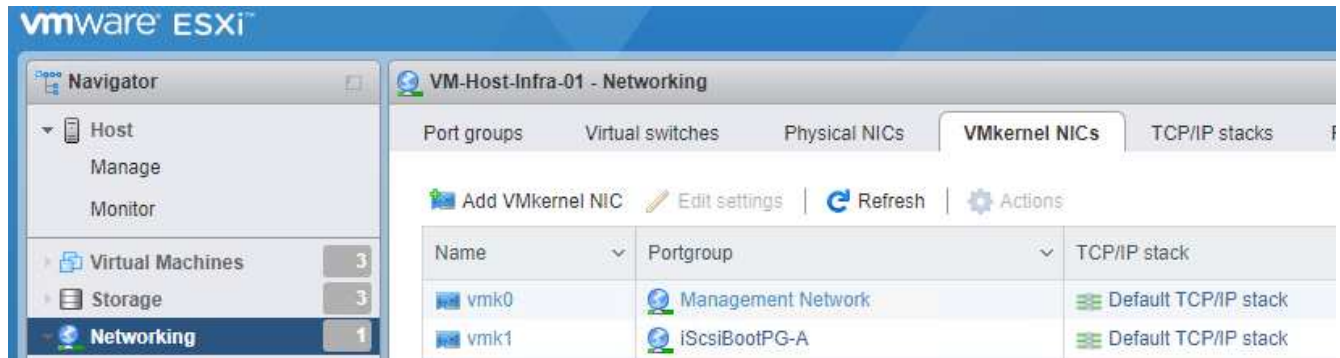 vmware ESXi™
Navigator
VM-Host-Infra-01 - Networking
Host
Manage
Monitor
Virtual Machines 3
Storage 3
Networking 1
Port groups Virtual switches Physical NICs VMkernel NICs TCP/IP stacks
Add VMkernel NIC Edit settings | Refresh | Actions
Name Portgroup TCP/IP stack
vmk0 Management Network Default TCP/IP stack
vmk1 iScsiBootPG-A Default TCP/IP stack